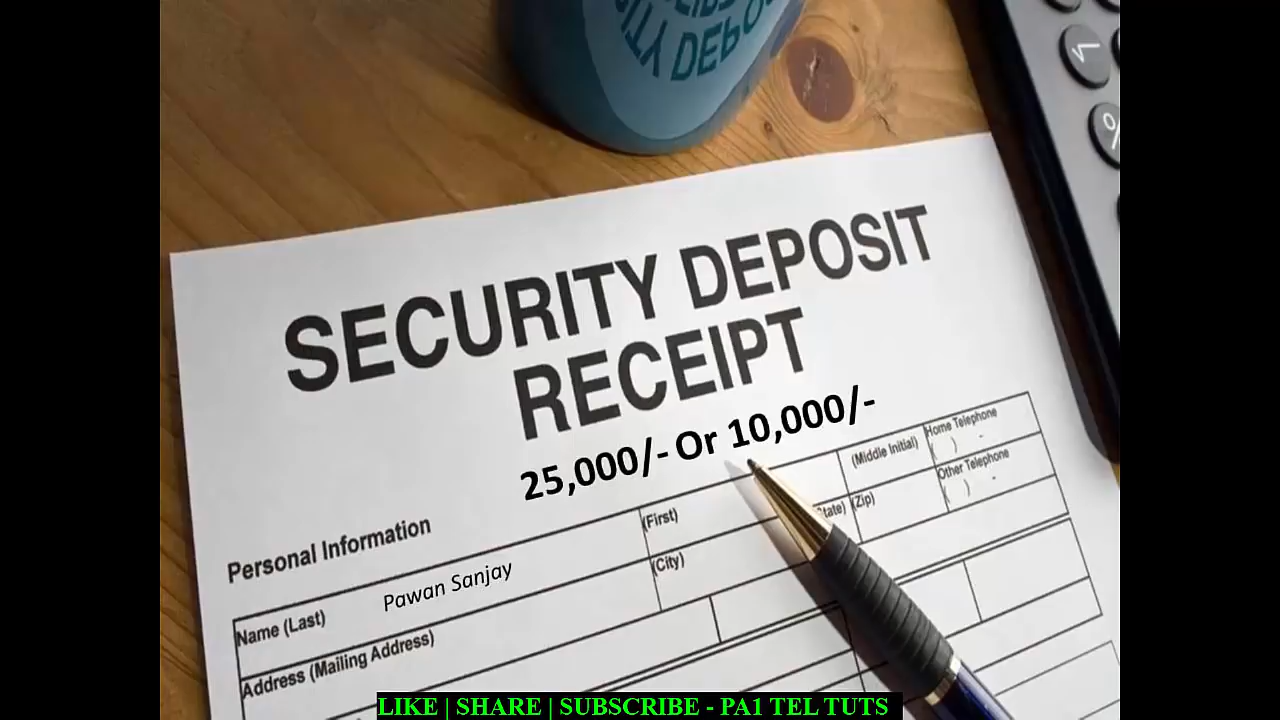 SECURITY DEPOSIT
RECEIPT
25,000/- Or 10,000/-
Personal Information
Name (Last) Pawan Sanjay (First) (Middle Initial) Home Telephone
( ) -
Address (Mailing Address) (City) (Zip) Other Telephone
( ) -
LIKE | SHARE | SUBSCRIBE - PA1 TEL TUTS